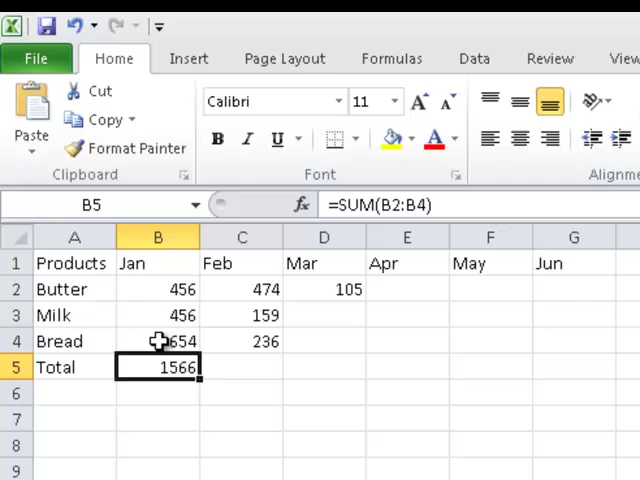 File Home Insert Page Layout Formulas Data Review View
Cut Calibri 11 A A
Paste Copy B I U A
Format Painter
Clipboard Font Alignme
B5 fx =SUM(B2:B4)
A B C D E F G
1 Products Jan Feb Mar Apr May Jun
2 Butter 456 474 105
3 Milk 456 159
4 Bread 654 236
5 Total 1566
6
7
8
9